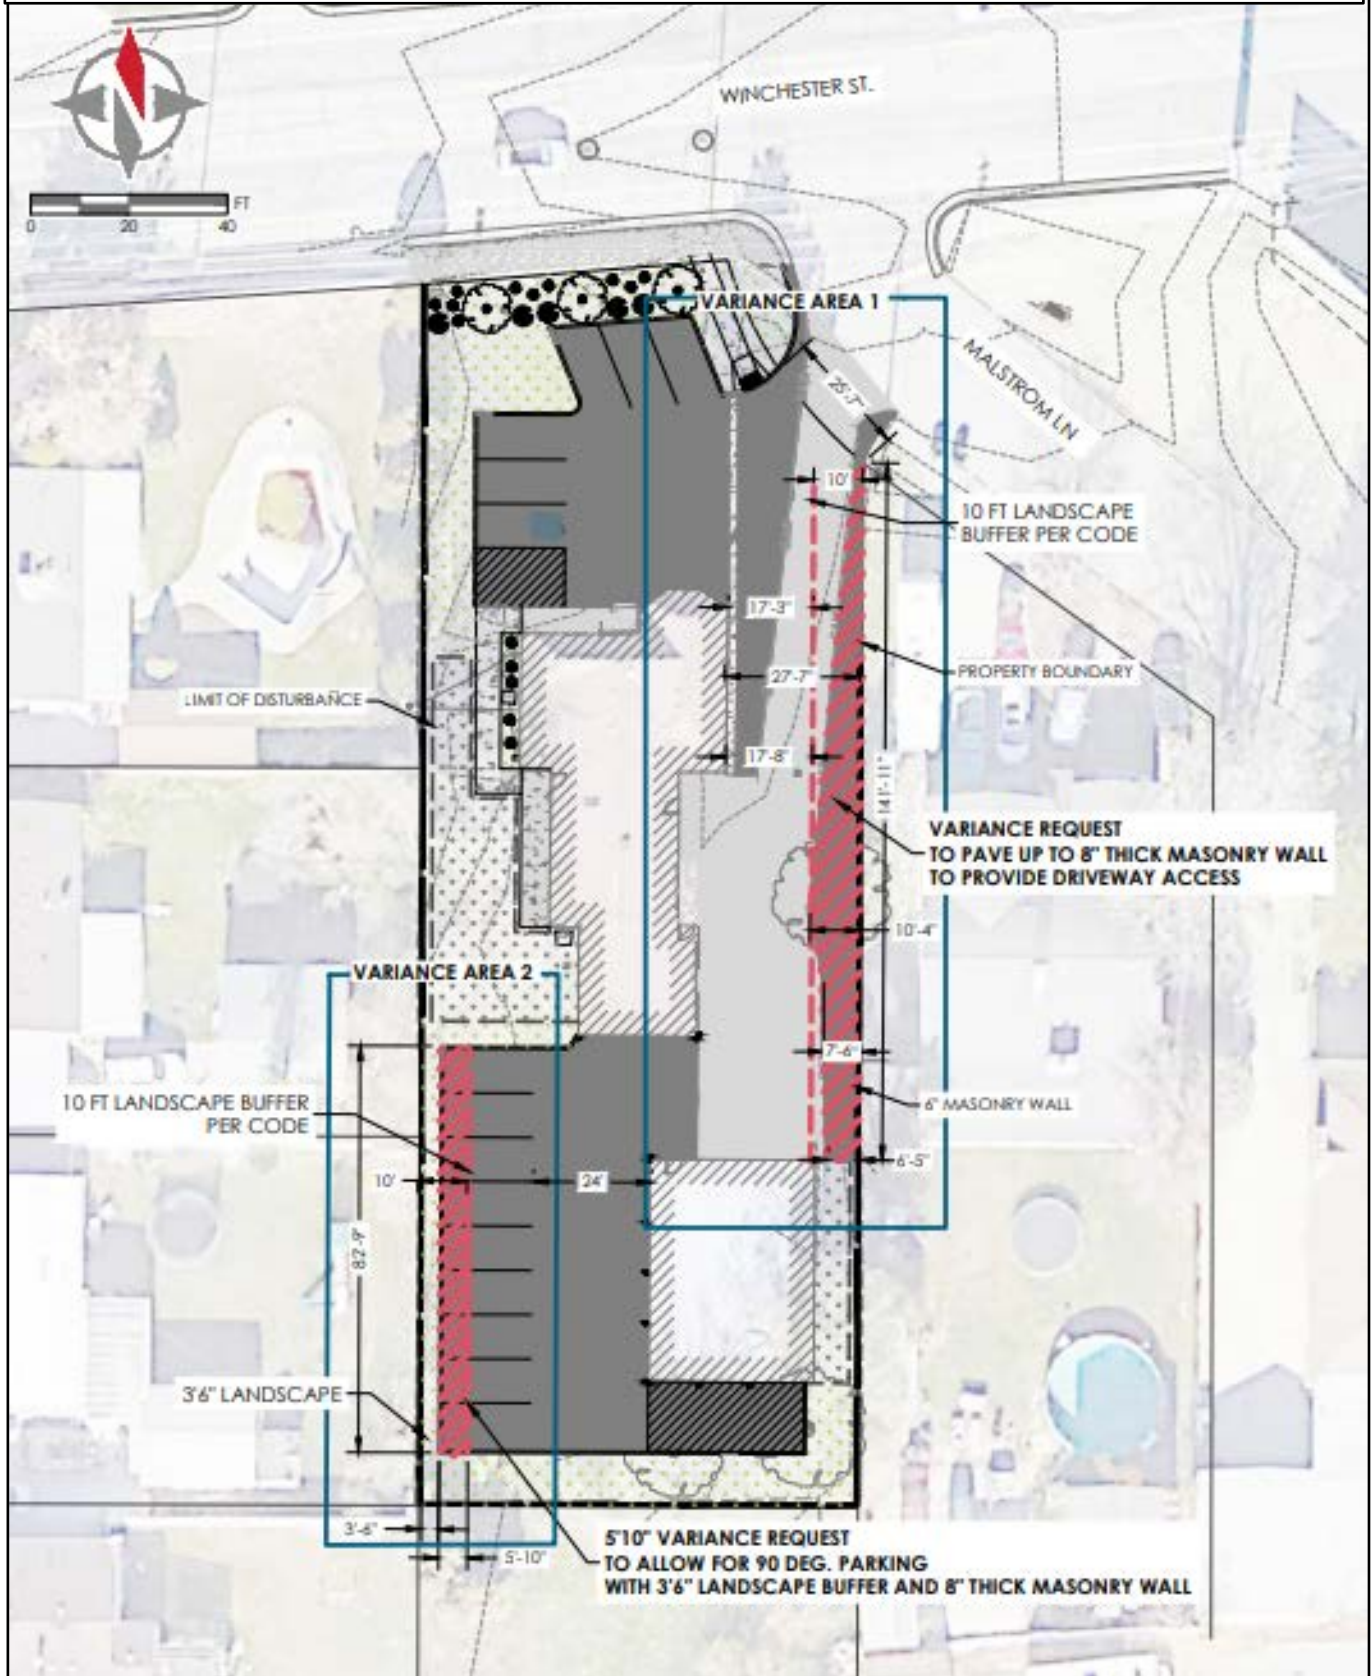 N
WINCHESTER ST.
FT
0 20 40
VARIANCE AREA 1
MALSTROM LN
25'-7"
10'
10 FT LANDSCAPE
BUFFER PER CODE
17'-3"
27'-7"
PROPERTY BOUNDARY
LIMIT OF DISTURBANCE
17'-8"
141'-11"
VARIANCE REQUEST
TO PAVE UP TO 8" THICK MASONRY WALL
TO PROVIDE DRIVEWAY ACCESS
10'-4"
VARIANCE AREA 2
7'-6"
10 FT LANDSCAPE BUFFER
PER CODE
6" MASONRY WALL
6'-5"
10'
24'
82'-9"
3'6" LANDSCAPE
3'-6"
5'-10"
5'10" VARIANCE REQUEST
TO ALLOW FOR 90 DEG. PARKING
WITH 3'6" LANDSCAPE BUFFER AND 8" THICK MASONRY WALL